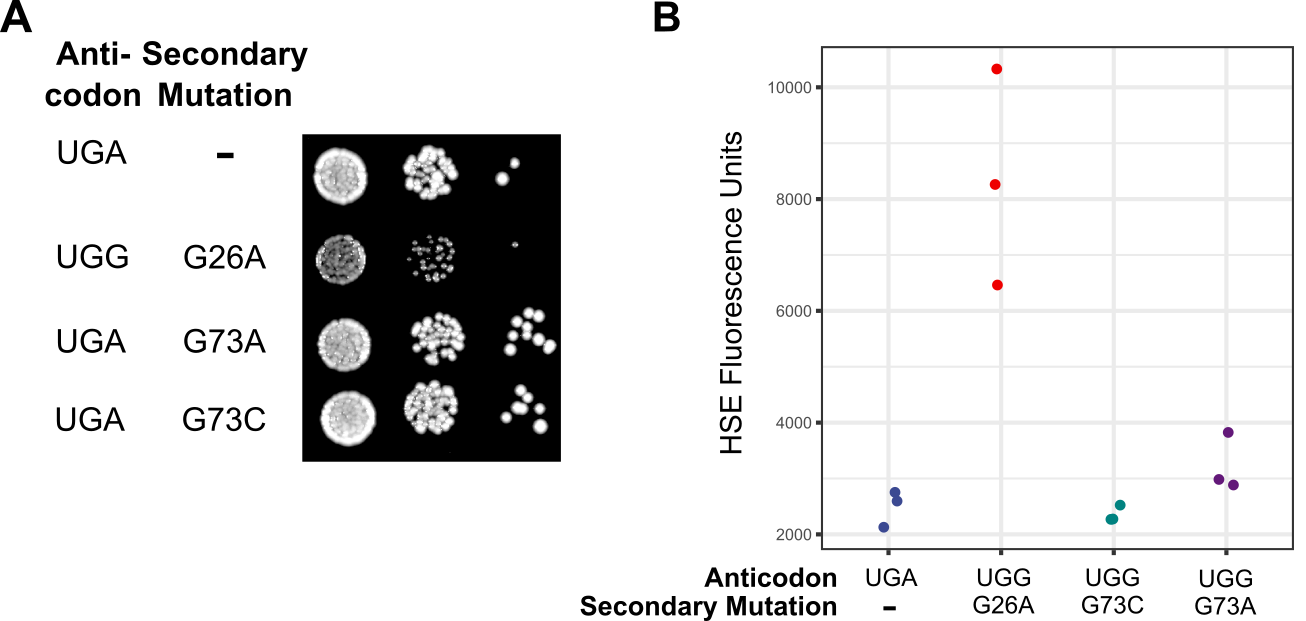 A
Anti- Secondary
codon Mutation
UGA -
UGG G26A
UGA G73A
UGA G73C
B
HSE Fluorescence Units
10000
8000
6000
4000
2000
Anticodon UGA UGG UGG UGG
Secondary Mutation - G26A G73C G73A